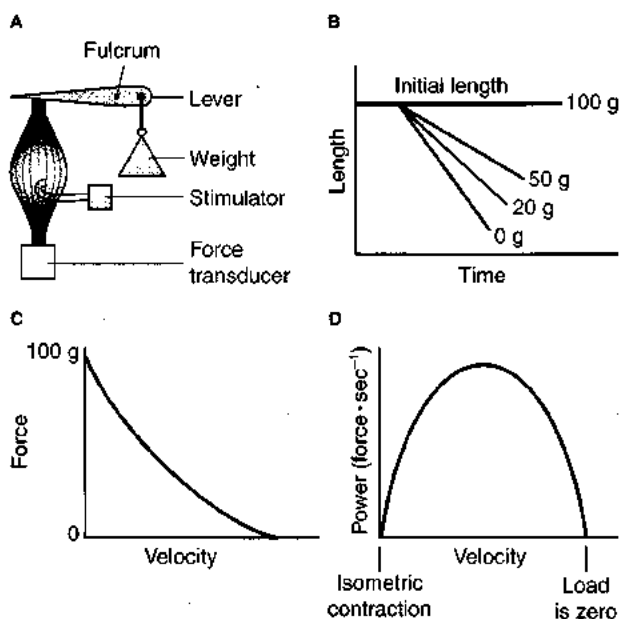 A
Fulcrum
Lever
Weight
Stimulator
Force
transducer
B
Initial length
100 g
50 g
20 g
0 g
Length
Time
C
100 g
Force
0
Velocity
D
Power (force·sec⁻¹)
Velocity
Isometric
contraction
Load
is zero